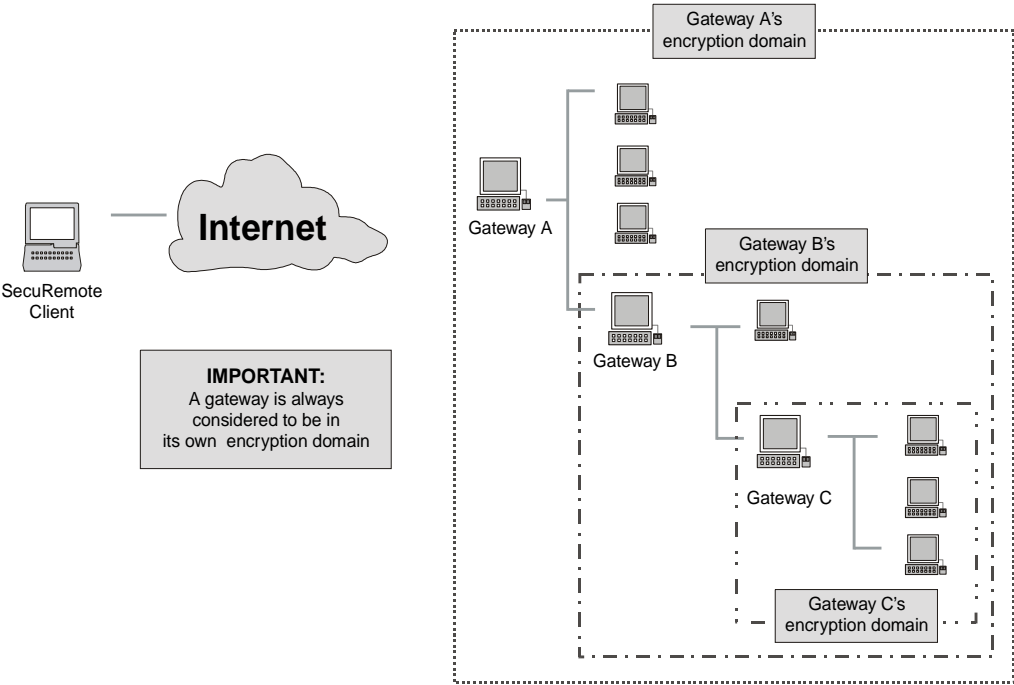 Gateway A's
encryption domain
Internet
Gateway A
SecuRemote
Client
Gateway B's
encryption domain
Gateway B
IMPORTANT:
A gateway is always
considered to be in
its own encryption domain
Gateway C
Gateway C's
encryption domain